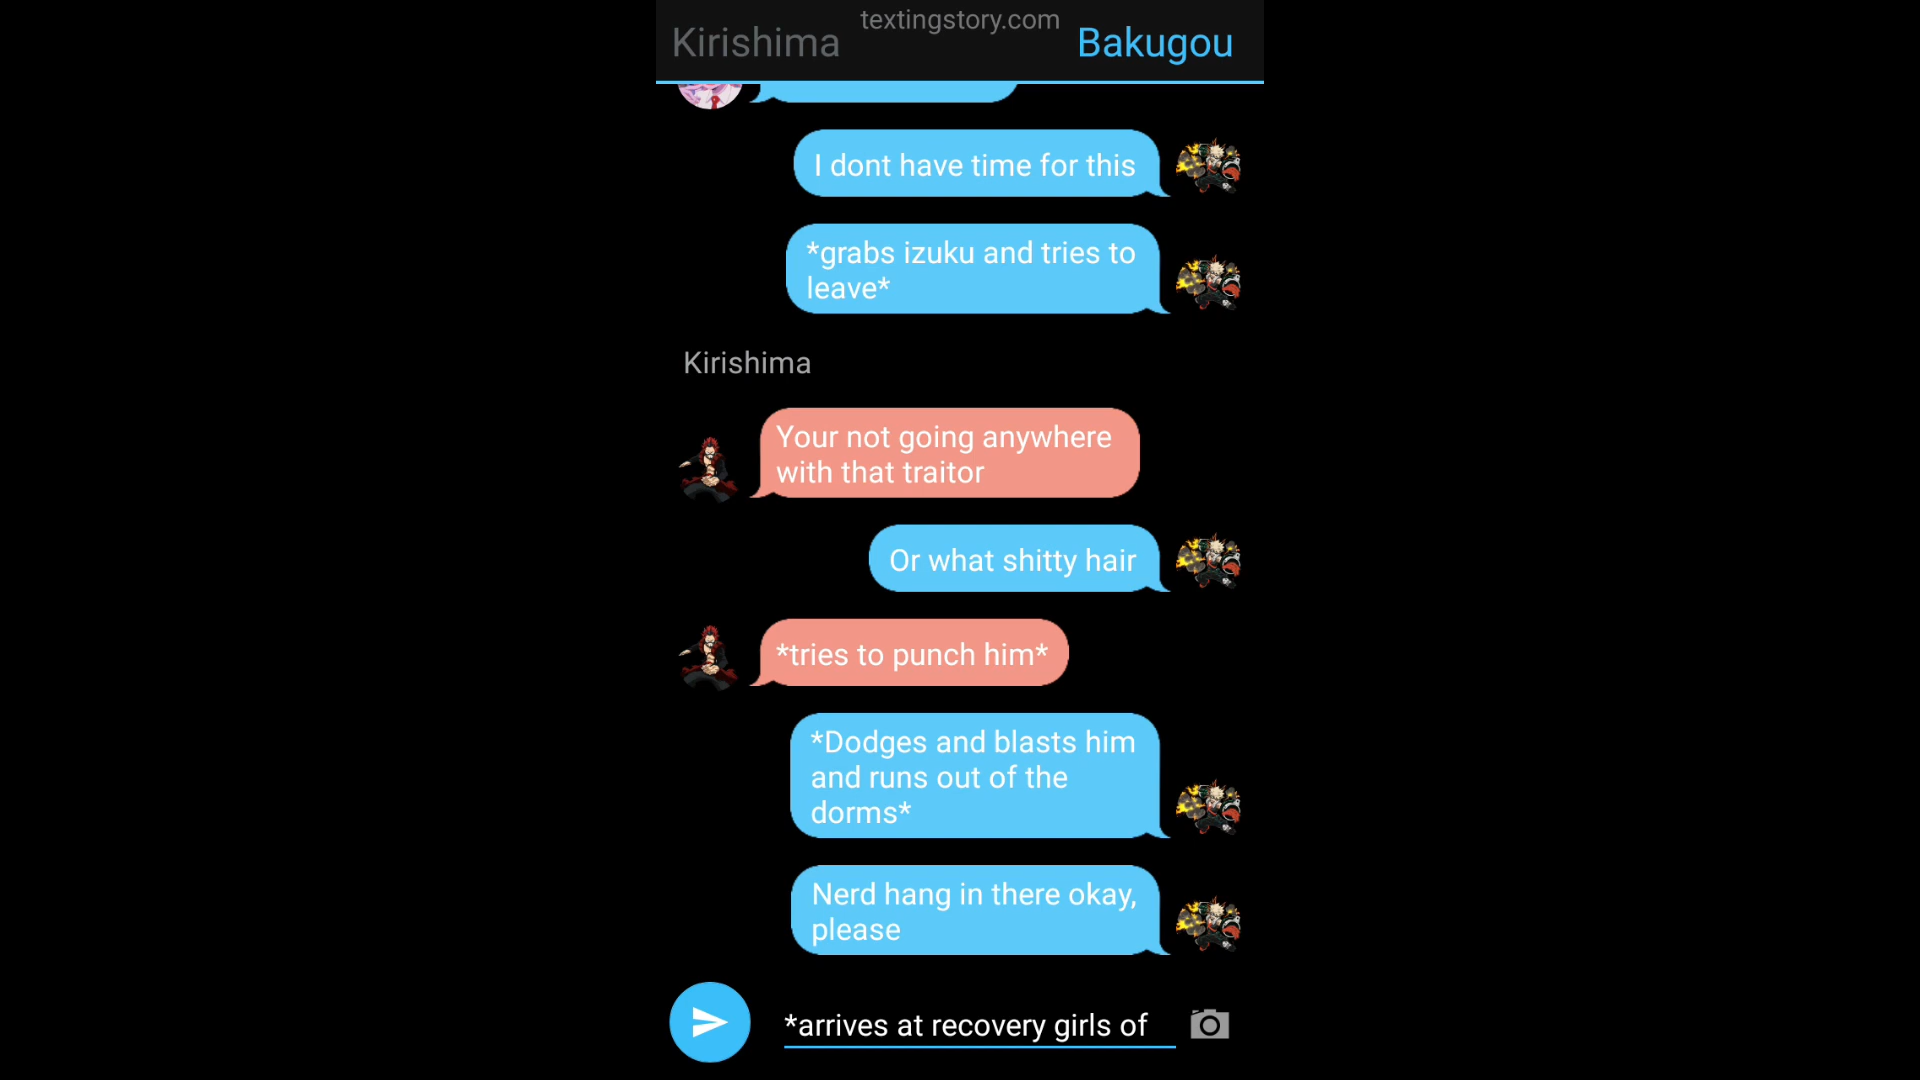 textingstory.com
Kirishima
Bakugou
I dont have time for this
*grabs izuku and tries to
leave*
Kirishima
Your not going anywhere
with that traitor
Or what shitty hair
*tries to punch him*
*Dodges and blasts him
and runs out of the
dorms*
Nerd hang in there okay,
please
*arrives at recovery girls of